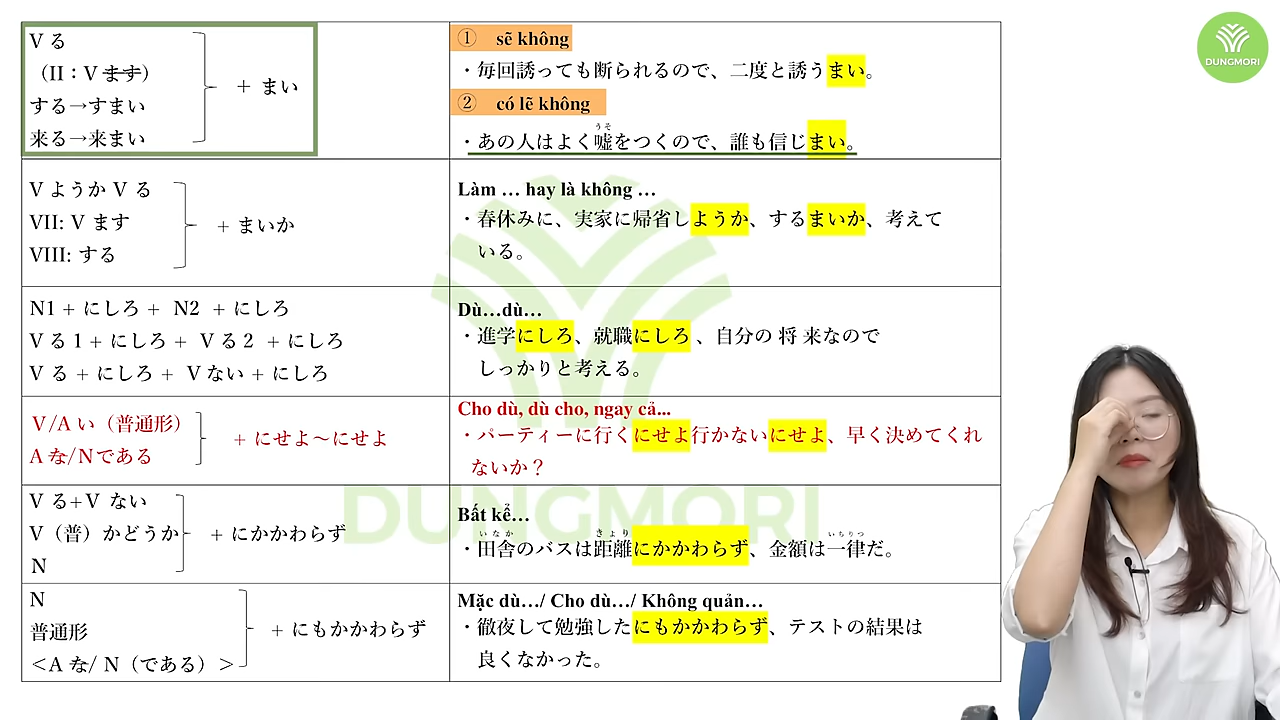 V る
（II：V ます）
する→すまい
来る→来まい
＋ まい
① sẽ không
・毎回誘っても断られるので、二度と誘うまい。
② có lẽ không
うそ
・あの人はよく嘘をつくので、誰も信じまい。
V ようか V る
VII: V ます
VIII: する
+ まいか
Làm … hay là không …
・春休みに、実家に帰省しようか、するまいか、考えて
いる。
N1 + にしろ + N2 + にしろ
V る 1 + にしろ + V る 2 + にしろ
V る + にしろ + V ない + にしろ
Dù…dù…
・進学にしろ、就職にしろ 、自分の 将 来なので
しっかりと考える。
V/A い（普通形）
A な/N である
+ にせよ～にせよ
Cho dù, dù cho, ngay cả...
・パーティーに行くにせよ行かないにせよ、早く決めてくれ
ないか？
V る+V ない
V（普）かどうか
N
+ にかかわらず
Bất kể…
いなか きょり いちりつ
・田舎のバスは距離にかかわらず、金額は一律だ。
N
普通形
＜A な/ N（である）＞
+ にもかかわらず
Mặc dù…/ Cho dù…/ Không quản…
・徹夜して勉強したにもかかわらず、テストの結果は
良くなかった。
DUNGMORI
DUNGMORI